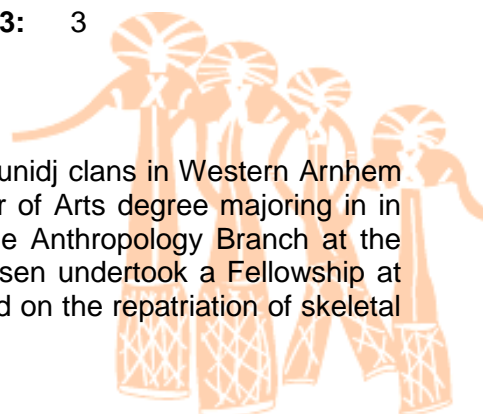 3: 3
unidj clans in Western Arnhem
r of Arts degree majoring in in
e Anthropology Branch at the
sen undertook a Fellowship at
d on the repatriation of skeletal